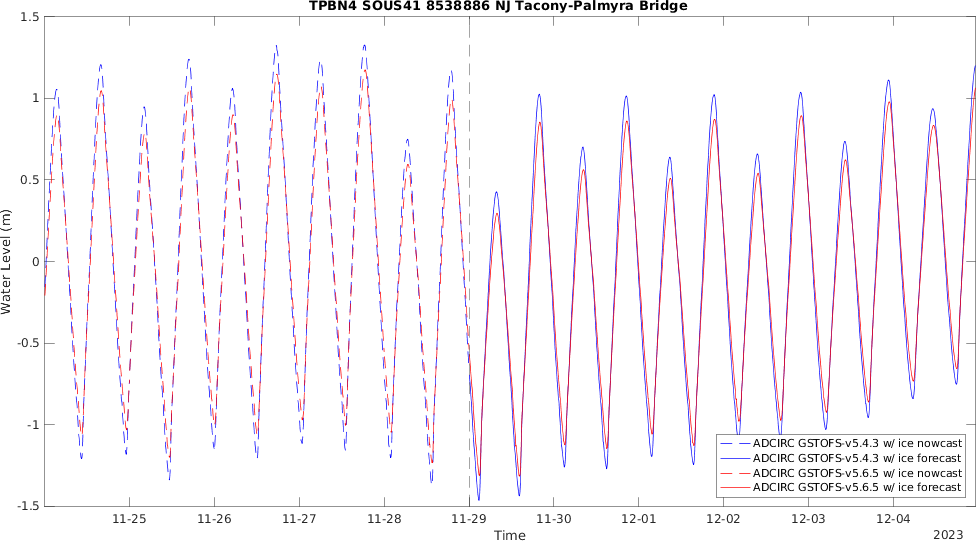 TPBN4 SOUS41 8538886 NJ Tacony-Palmyra Bridge
1.5
1
0.5
0
-0.5
-1
-1.5
Water Level (m)
11-25 11-26 11-27 11-28 11-29 11-30 12-01 12-02 12-03 12-04
Time
2023
ADCIRC GSTOFS-v5.4.3 w/ ice nowcast
ADCIRC GSTOFS-v5.4.3 w/ ice forecast
ADCIRC GSTOFS-v5.6.5 w/ ice nowcast
ADCIRC GSTOFS-v5.6.5 w/ ice forecast